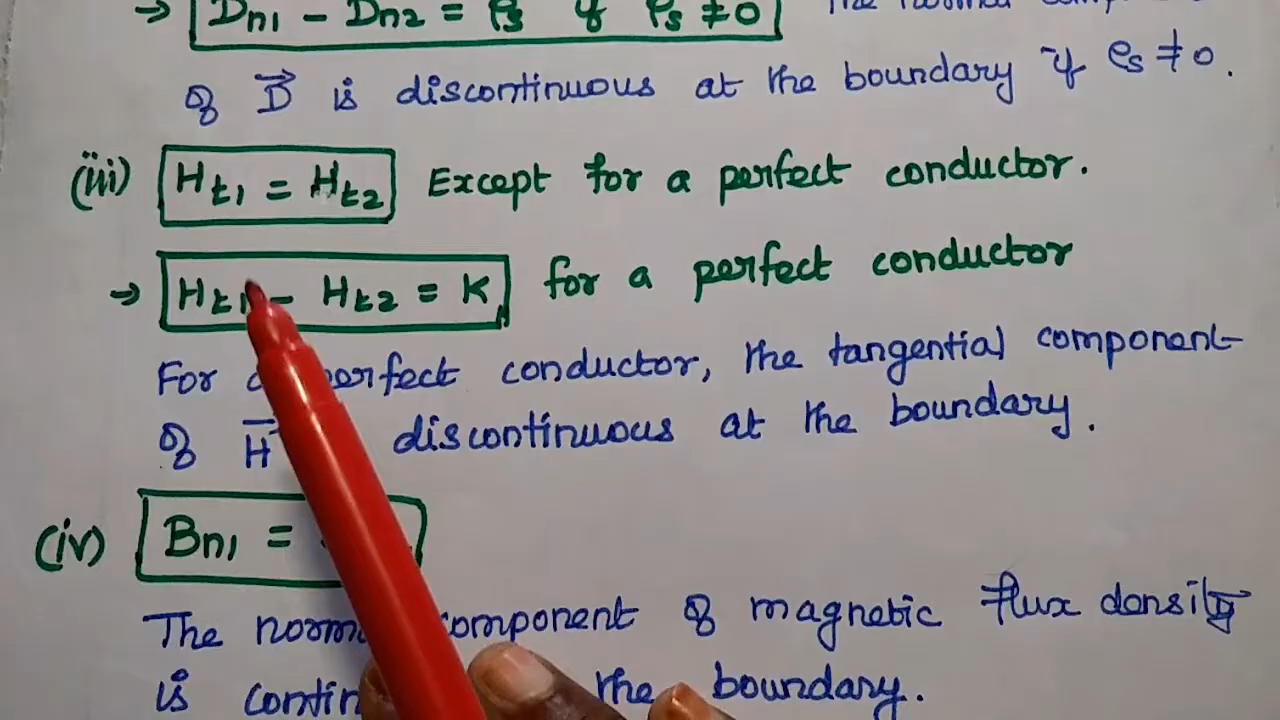 → Dn1 - Dn2 = ρs if ρs ≠ 0 The normal
of D⃗ is discontinuous at the boundary if ρs ≠ 0.
(iii) Ht1 = Ht2 Except for a perfect conductor.
→ Ht1 - Ht2 = K for a perfect conductor
For perfect conductor, the tangential component
of H⃗ discontinuous at the boundary.
(iv) Bn1 =
The component of magnetic flux density
is the boundary.